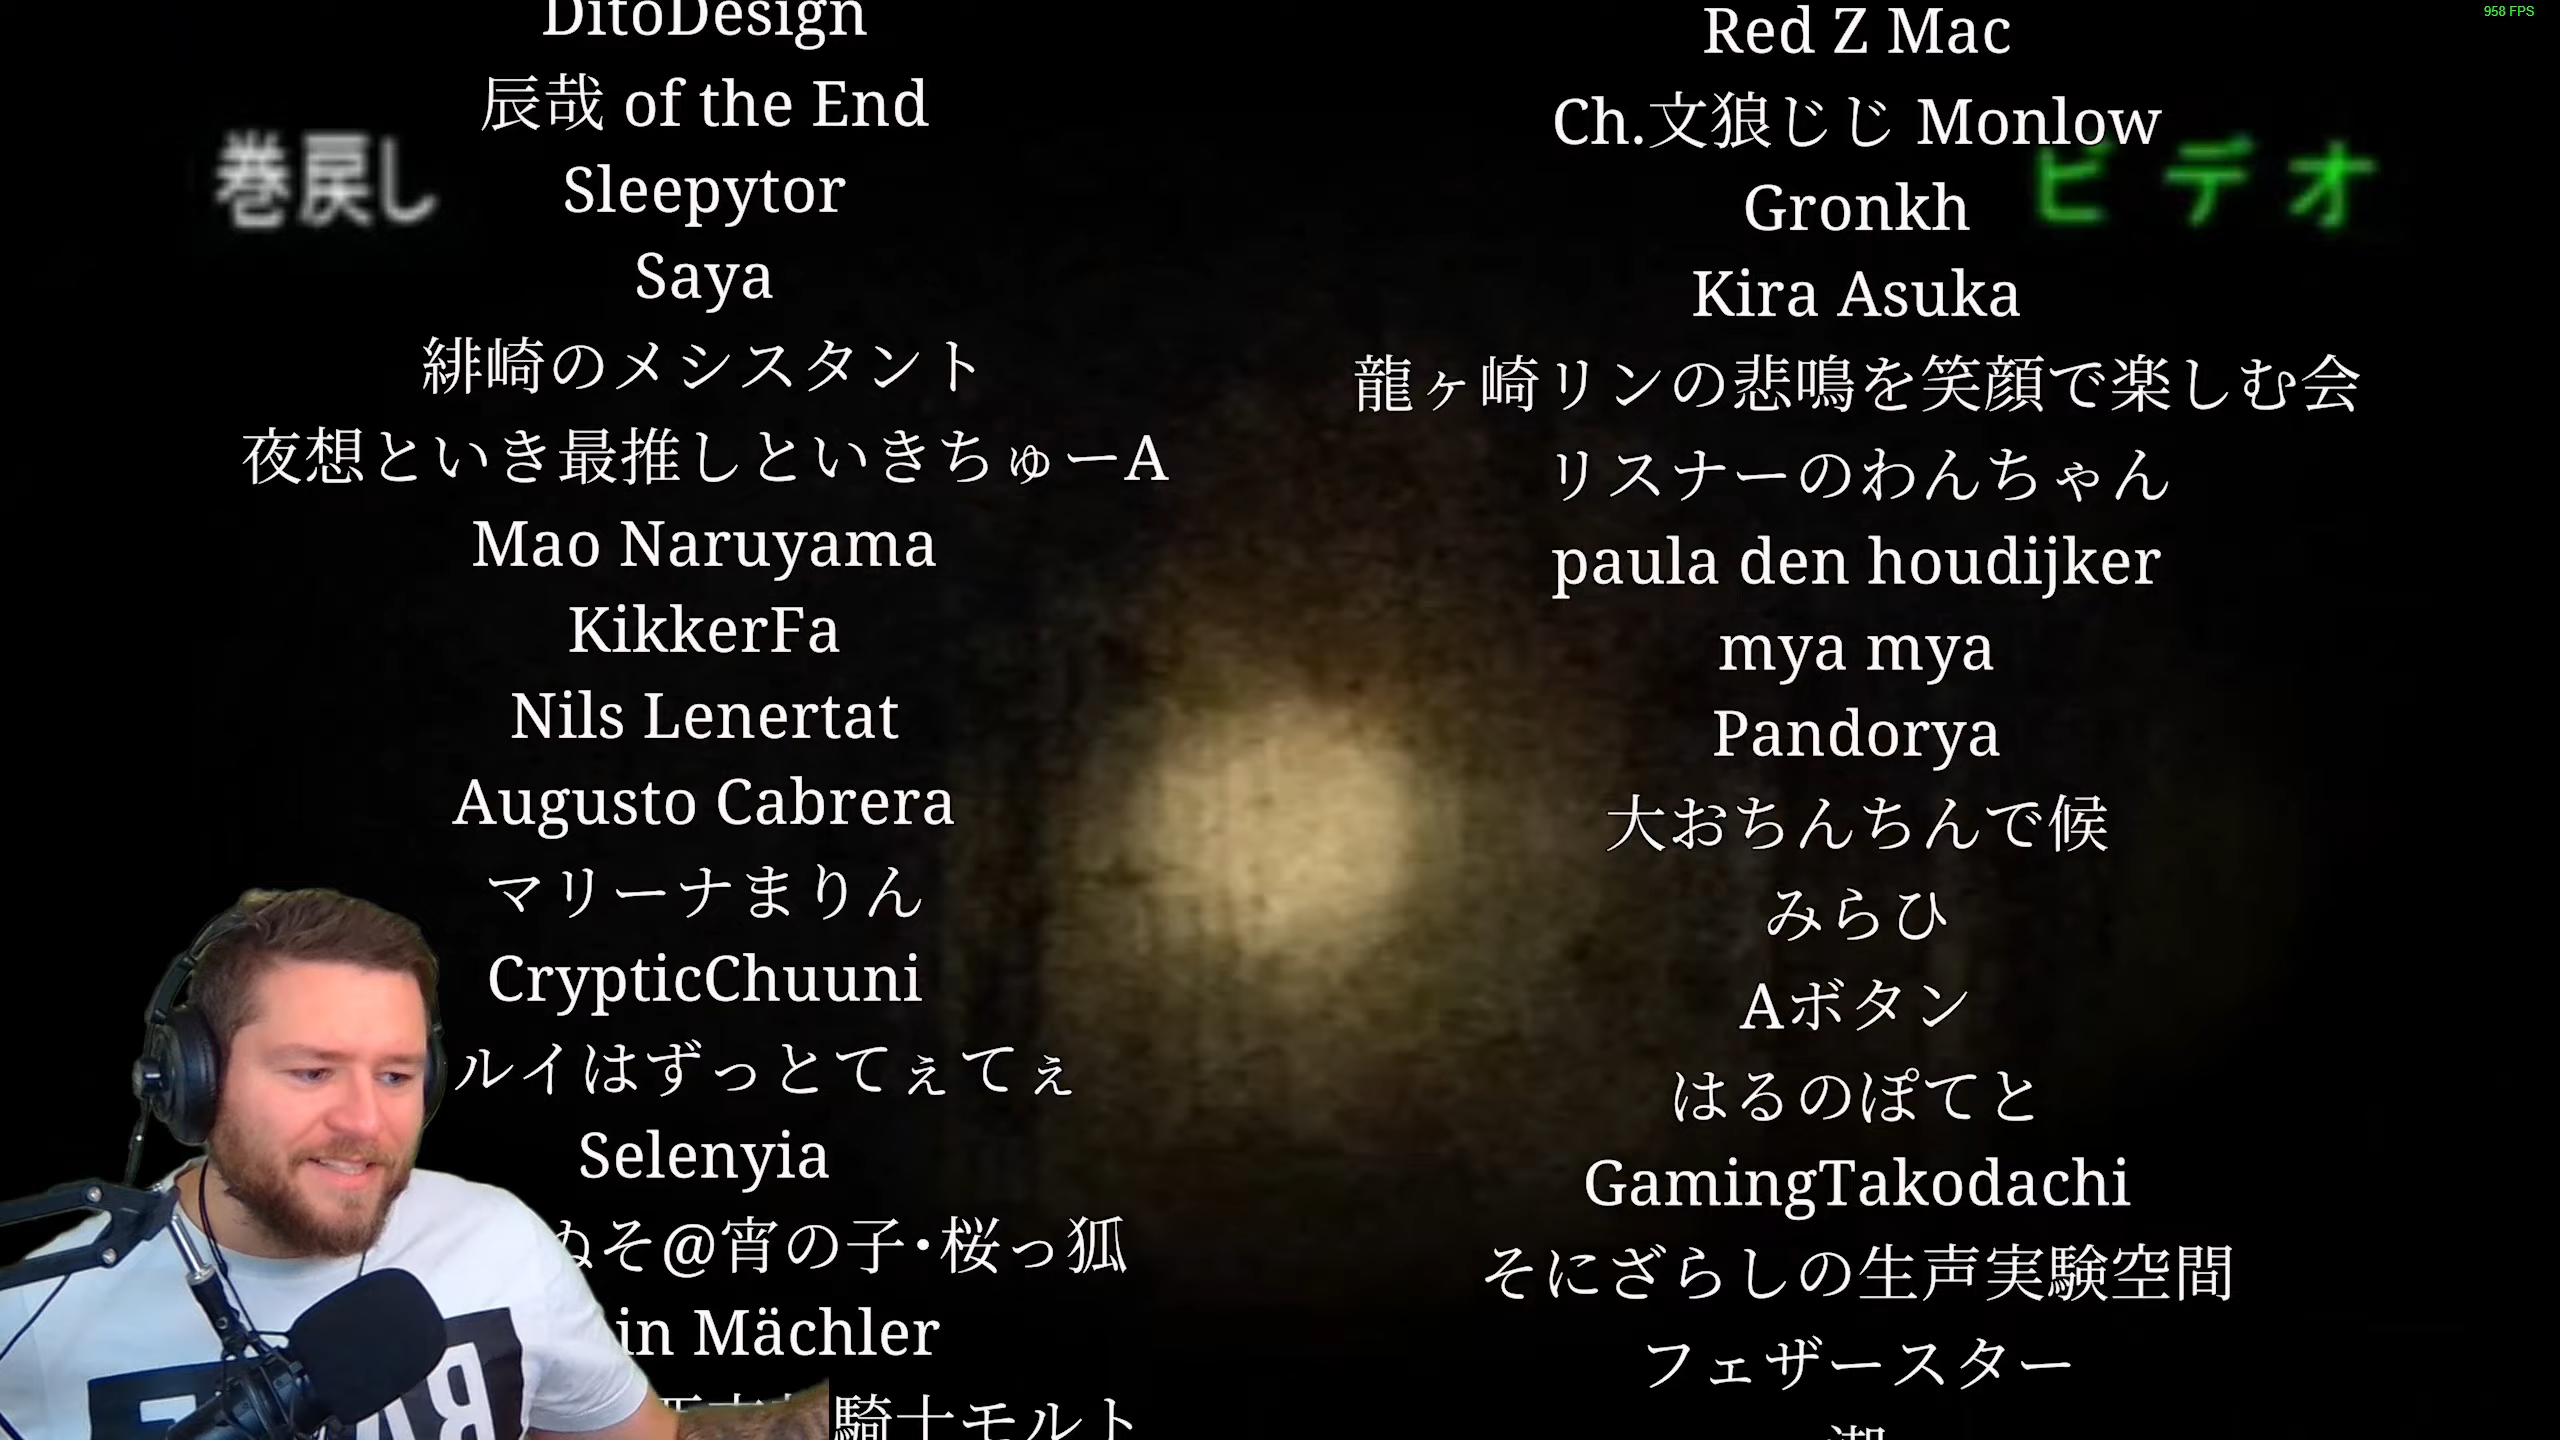 958 FPS
DitoDesign
辰哉 of the End
Sleepytor
Saya
緋崎のメシスタント
夜想といき最推しといきちゅーA
Mao Naruyama
KikkerFa
Nils Lenertat
Augusto Cabrera
マリーナまりん
CrypticChuuni
ルイはずっとてぇてぇ
Selenyia
ぬそ@宵の子・桜っ狐
in Mächler
騎士モルト
巻戻し
Red Z Mac
Ch.文狼じじ Monlow
Gronkh
Kira Asuka
龍ヶ崎リンの悲鳴を笑顔で楽しむ会
リスナーのわんちゃん
paula den houdijker
mya mya
Pandorya
大おちんちんで候
みらひ
Aボタン
はるのぽてと
GamingTakodachi
そにざらしの生声実験空間
フェザースター
ビデオ